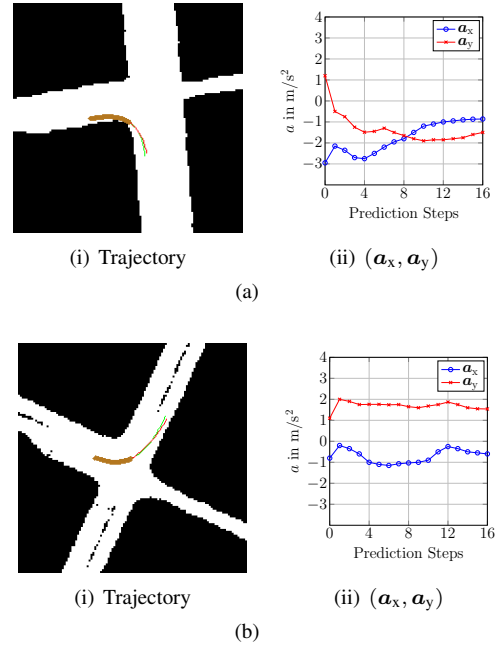 4
3
2
1
0
−1
−2
−3
0 4 8 12 16
a in m/s²
Prediction Steps
a_x
a_y
(i) Trajectory
(ii) (a_x, a_y)
(a)
4
3
2
1
0
−1
−2
−3
0 4 8 12 16
a in m/s²
Prediction Steps
a_x
a_y
(i) Trajectory
(ii) (a_x, a_y)
(b)